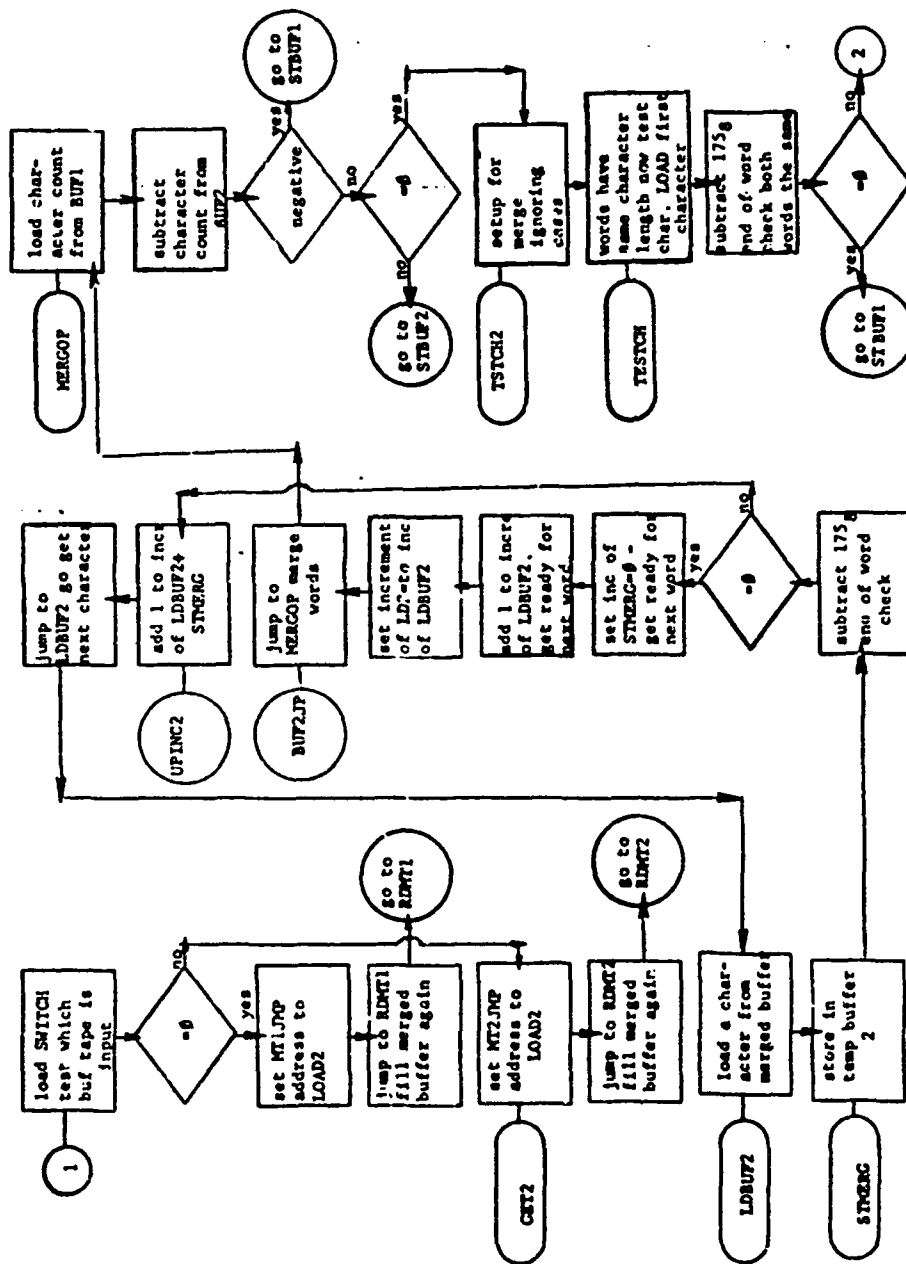 1
load SWITCH
test which
buf tape is
input
=ø
no
yes
set MT1JMP
address to
LOAD2
jump to RDMT1
fill merged
buffer again
go to
RDMT1
GET2
set MT2JMP
address to
LOAD2
jump to RDMT2
fill merged
buffer again
go to
RDMT2
LDBUF2
load a char-
acter from
merged buffer
STMERG
store in
temp buffer
2
jump to
LDBUF2 go get
next character
UPINC2
add 1 to incr
of LDBUF2+
STMERG
BUF2JP
jump to
MERGOP merge
words
set increment
of LD?-to inc
of LDBUF2
add 1 to incre
of LDBUF2.
get ready for
next word
set inc of
STMERG=ø -
get ready for
next word
yes
no
=ø
subtract 1758
end of word
check
MERGOP
load char-
acter count
from BUF1
subtract
character
count from
BUF2
negative
yes
go to
STBUF1
no
=ø
yes
no
go to
STBUF2
TSTCH2
setup for
merge
ignoring
cases
TESTCH
words have
same character
length now test
char. LOAD first
character
subtract 1758
end of word
check both
words the same
=ø
no
2
yes
go to
STBUF1